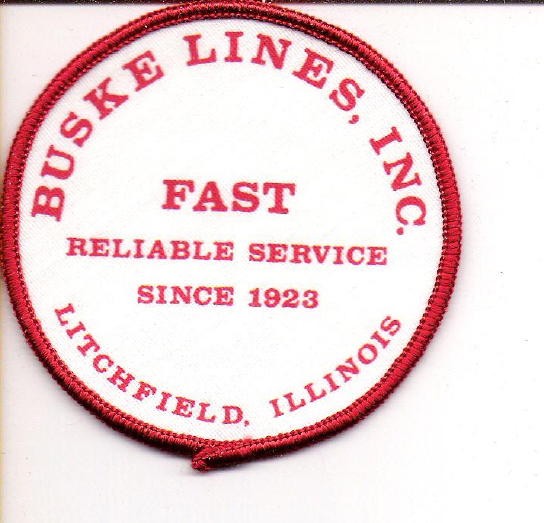 BUSKE LINES, INC.
FAST
RELIABLE SERVICE
SINCE 1923
LITCHFIELD, ILLINOIS